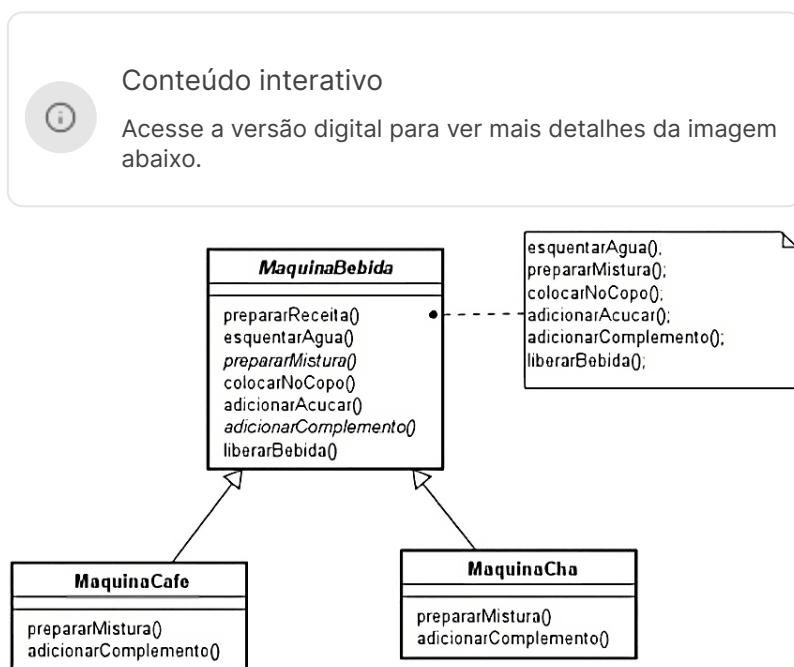 Conteúdo interativo
Acesse a versão digital para ver mais detalhes da imagem
abaixo.
MaquinaBebida
prepararReceita()
esquentarAgua()
prepararMistura()
colocarNoCopo()
adicionarAcucar()
adicionarComplemento()
liberarBebida()
esquentarAgua();
prepararMistura();
colocarNoCopo();
adicionarAcucar();
adicionarComplemento();
liberarBebida();
MaquinaCafe
prepararMistura()
adicionarComplemento()
MaquinaCha
prepararMistura()
adicionarComplemento()